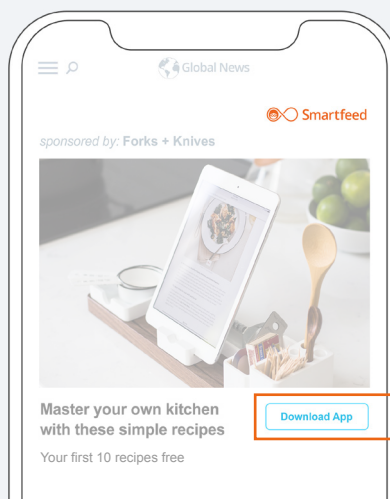 Global News
Smartfeed
sponsored by: Forks + Knives
Master your own kitchen
with these simple recipes
Download App
Your first 10 recipes free